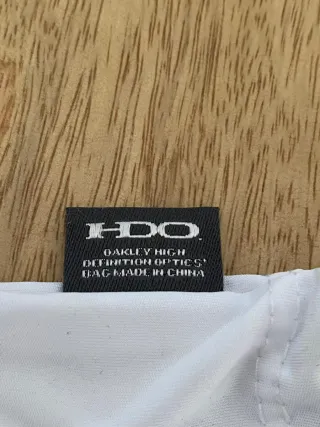 HDO.
OAKLEY HIGH
DEFINITION OPTICS'
BAG MADE IN CHINA